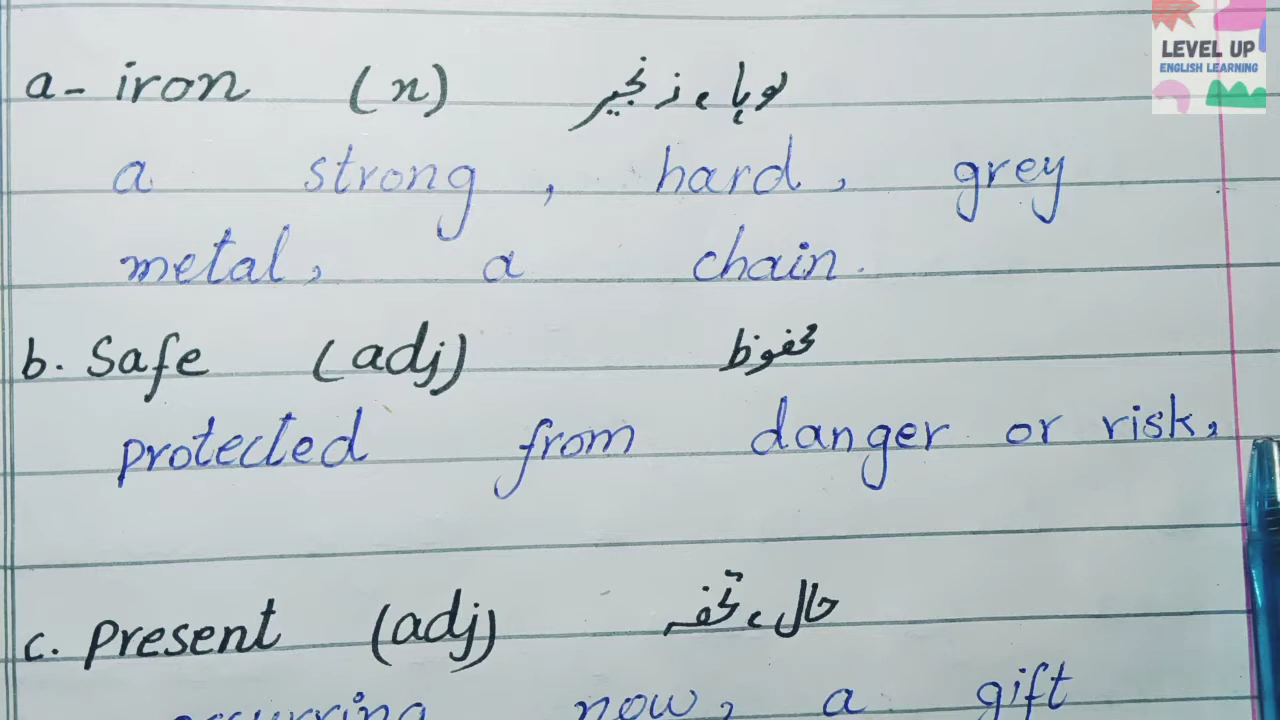 LEVEL UP
ENGLISH LEARNING
a- iron (n) لوہا، زنجیر
a strong, hard, grey
metal, a chain.
b. Safe (adj) محفوظ
protected from danger or risk,
c. Present (adj) حال، تحفہ
occurring now, a gift